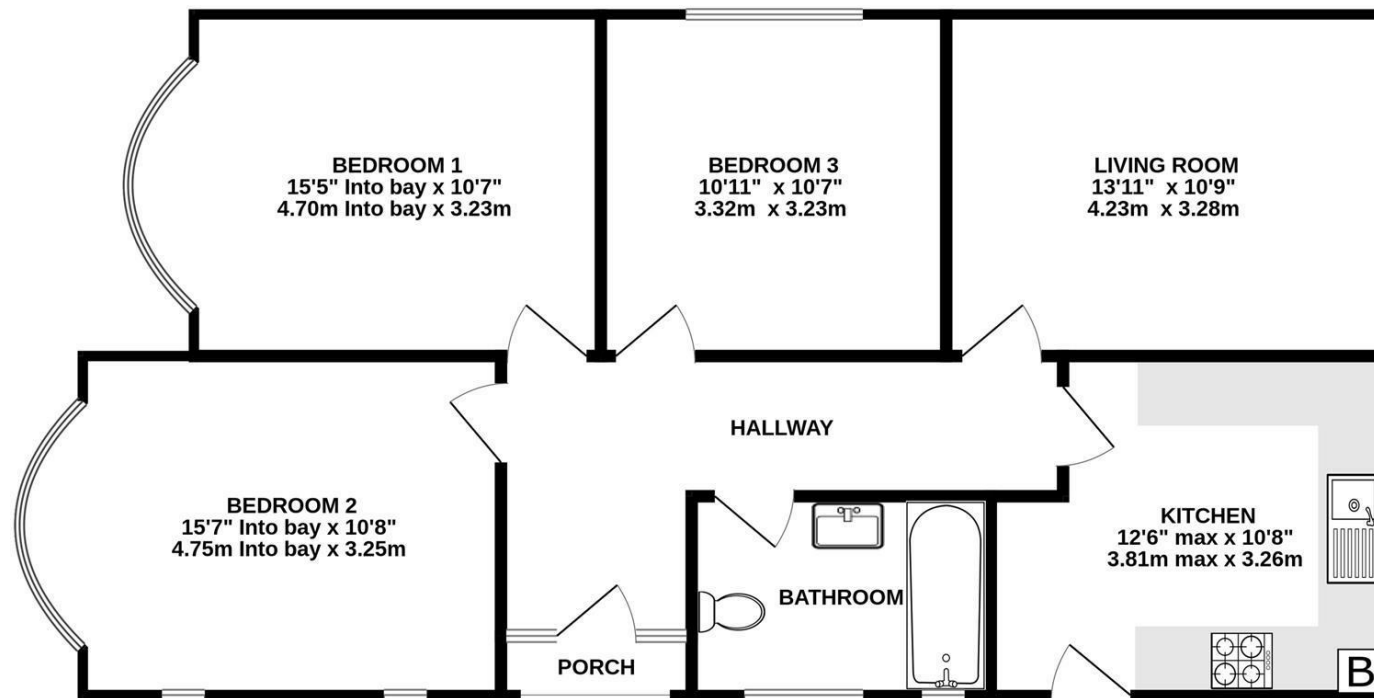 BEDROOM 1
15'5" Into bay x 10'7"
4.70m Into bay x 3.23m
BEDROOM 3
10'11" x 10'7"
3.32m x 3.23m
LIVING ROOM
13'11" x 10'9"
4.23m x 3.28m
HALLWAY
BEDROOM 2
15'7" Into bay x 10'8"
4.75m Into bay x 3.25m
KITCHEN
12'6" max x 10'8"
3.81m max x 3.26m
BATHROOM
PORCH
B